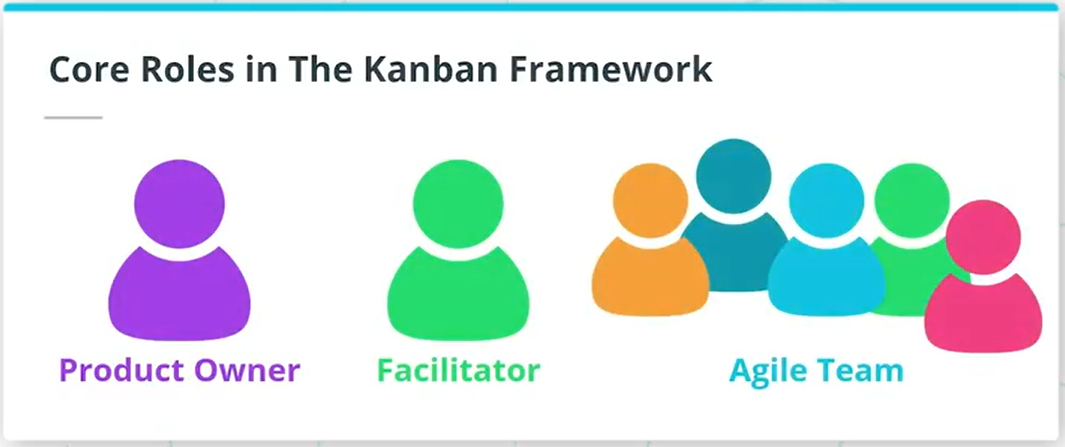 Core Roles in The Kanban Framework
Product Owner
Facilitator
Agile Team